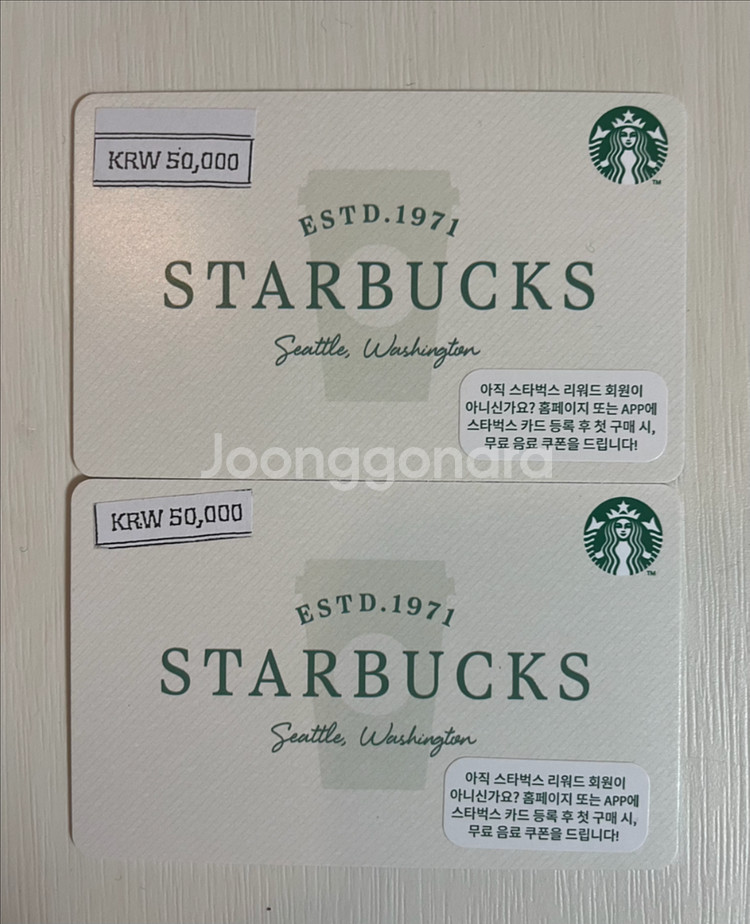 KRW 50,000
ESTD.1971
STARBUCKS
Seattle, Washington
아직 스타벅스 리워드 회원이
아니신가요? 홈페이지 또는 APP에
스타벅스 카드 등록 후 첫 구매 시,
무료 음료 쿠폰을 드립니다!
TM
Joonggonara
KRW 50,000
ESTD.1971
STARBUCKS
Seattle, Washington
아직 스타벅스 리워드 회원이
아니신가요? 홈페이지 또는 APP에
스타벅스 카드 등록 후 첫 구매 시,
무료 음료 쿠폰을 드립니다!
TM